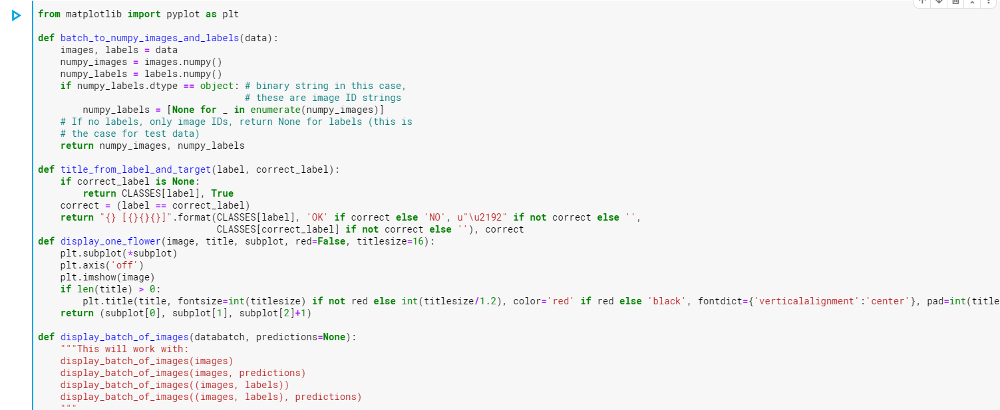 from matplotlib import pyplot as plt

def batch_to_numpy_images_and_labels(data):
    images, labels = data
    numpy_images = images.numpy()
    numpy_labels = labels.numpy()
    if numpy_labels.dtype == object: # binary string in this case,
                                     # these are image ID strings
        numpy_labels = [None for _ in enumerate(numpy_images)]
    # If no labels, only image IDs, return None for labels (this is
    # the case for test data)
    return numpy_images, numpy_labels

def title_from_label_and_target(label, correct_label):
    if correct_label is None:
        return CLASSES[label], True
    correct = (label == correct_label)
    return "{} [{}{}{}]".format(CLASSES[label], 'OK' if correct else 'NO', u"\u2192" if not correct else '',
                                CLASSES[correct_label] if not correct else ''), correct
def display_one_flower(image, title, subplot, red=False, titlesize=16):
    plt.subplot(*subplot)
    plt.axis('off')
    plt.imshow(image)
    if len(title) > 0:
        plt.title(title, fontsize=int(titlesize) if not red else int(titlesize/1.2), color='red' if red else 'black', fontdict={'verticalalignment':'center'}, pad=int(title
    return (subplot[0], subplot[1], subplot[2]+1)

def display_batch_of_images(databatch, predictions=None):
    """This will work with:
    display_batch_of_images(images)
    display_batch_of_images(images, predictions)
    display_batch_of_images((images, labels))
    display_batch_of_images((images, labels), predictions)
    """